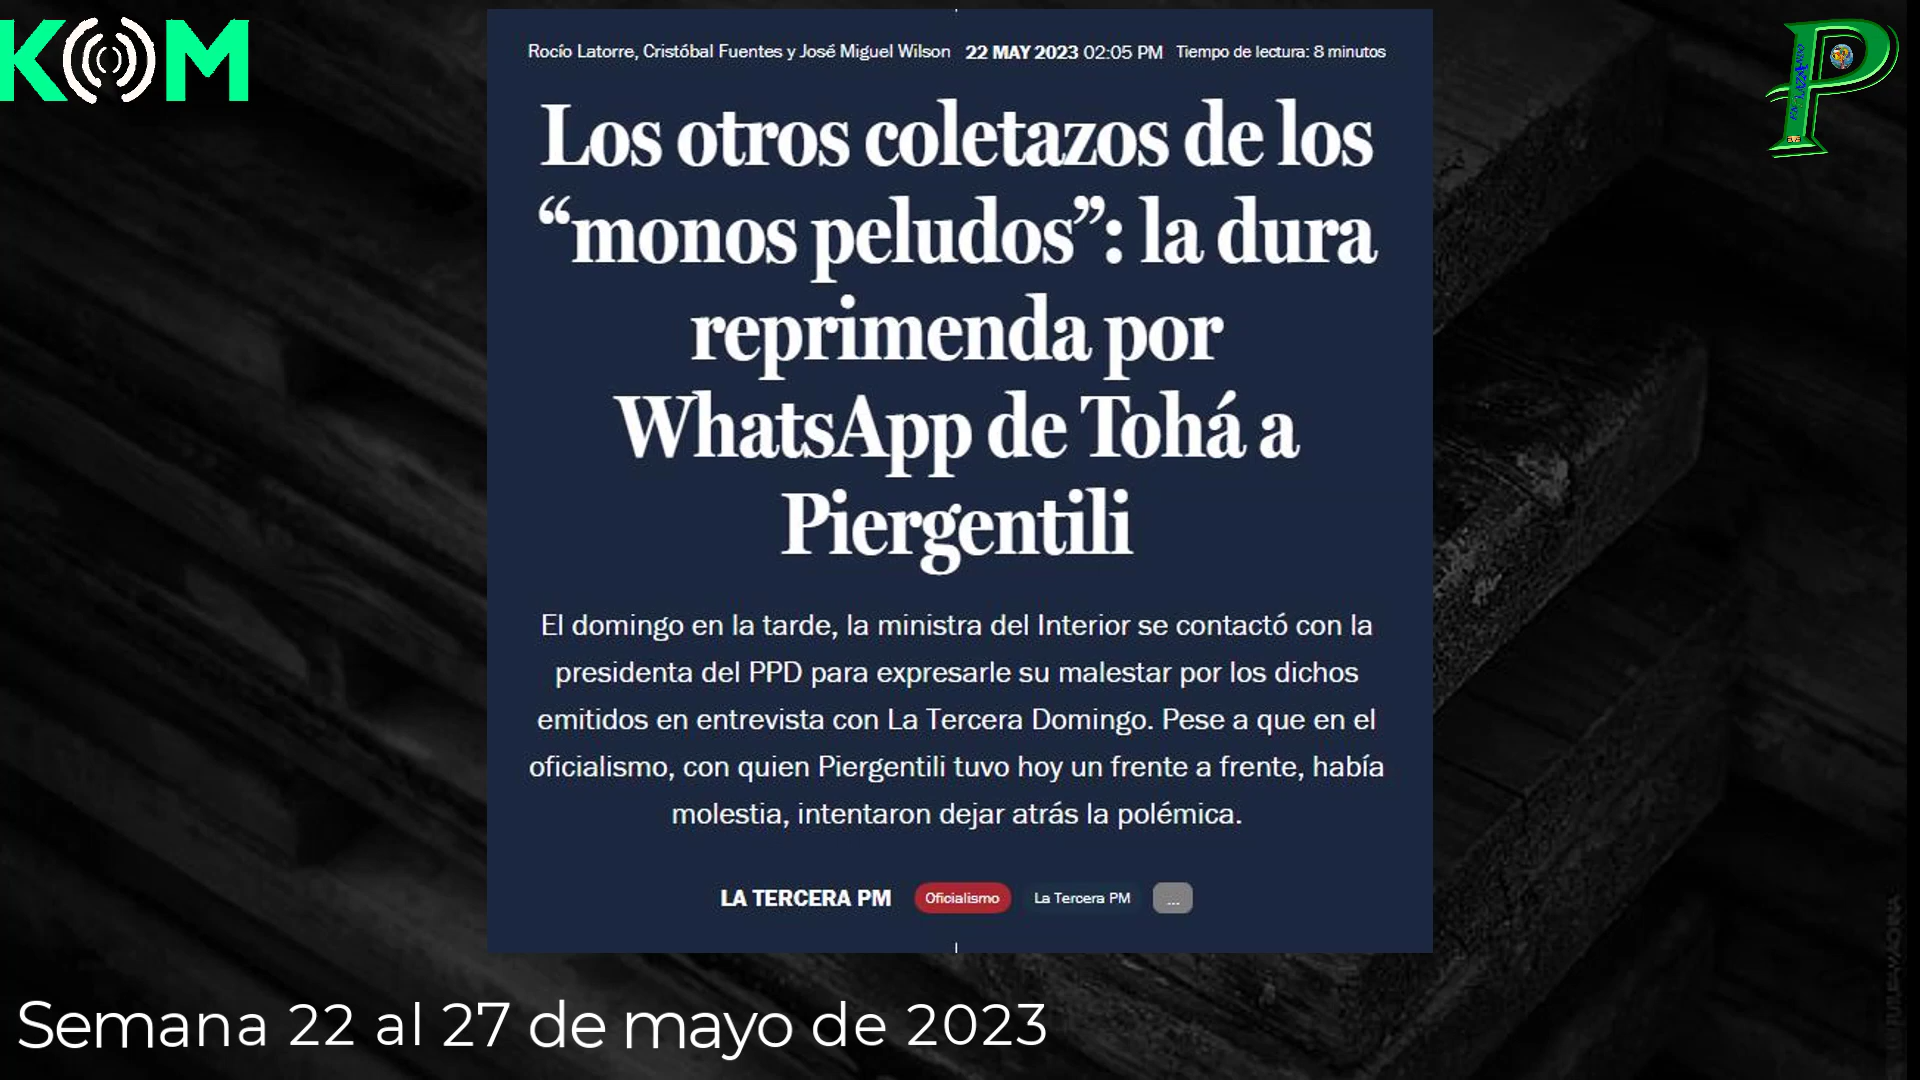 KOM
P
Rocío Latorre, Cristóbal Fuentes y José Miguel Wilson 22 MAY 2023 02:05 PM Tiempo de lectura: 8 minutos
Los otros coletazos de los
“monos peludos”: la dura
reprimenda por
WhatsApp de Tohá a
Piergentili
El domingo en la tarde, la ministra del Interior se contactó con la
presidenta del PPD para expresarle su malestar por los dichos
emitidos en entrevista con La Tercera Domingo. Pese a que en el
oficialismo, con quien Piergentili tuvo hoy un frente a frente, había
molestia, intentaron dejar atrás la polémica.
LA TERCERA PM Oficialismo La Tercera PM ...
Semana 22 al 27 de mayo de 2023